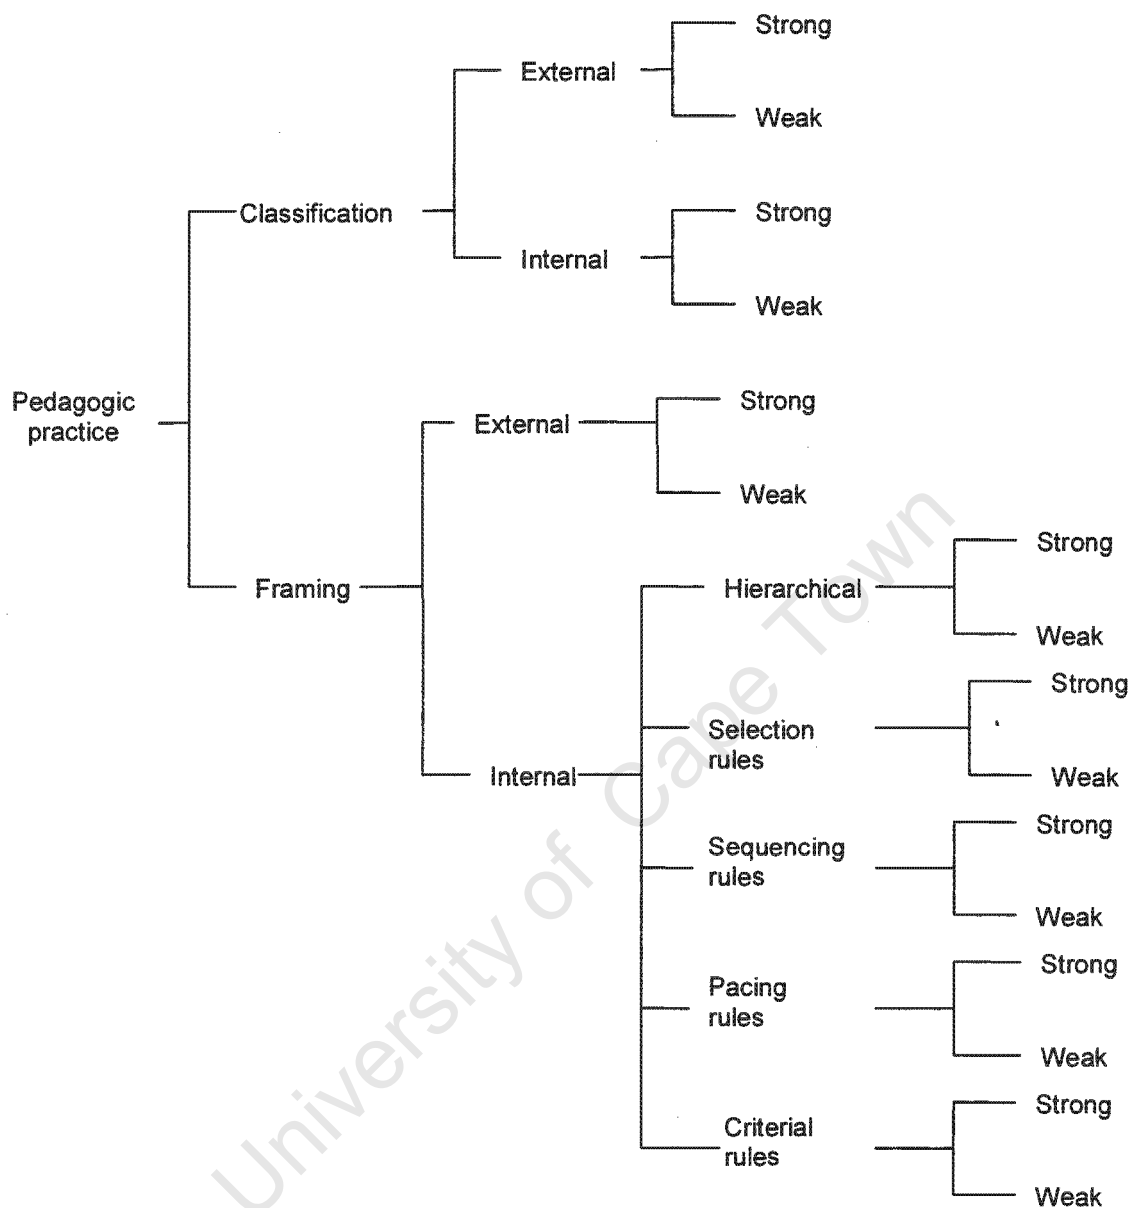 Strong
External
Weak
Classification
Strong
Internal
Weak
Pedagogic
practice
Strong
External
Weak
Framing
Strong
Hierarchical
Weak
Internal
Strong
Selection
rules
Weak
Strong
Sequencing
rules
Weak
Strong
Pacing
rules
Weak
Strong
Criterial
rules
Weak
University of Cape Town